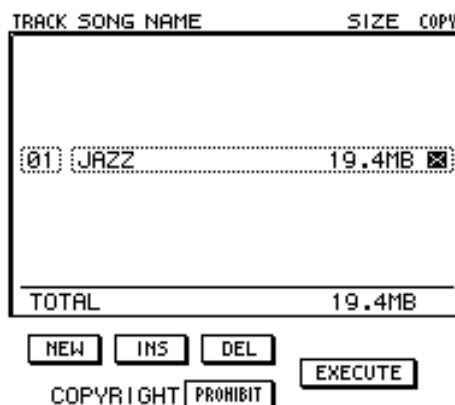 TRACK SONG NAME SIZE COPY
01 JAZZ 19.4MB
TOTAL 19.4MB
NEW INS DEL
EXECUTE
COPYRIGHT PROHIBIT